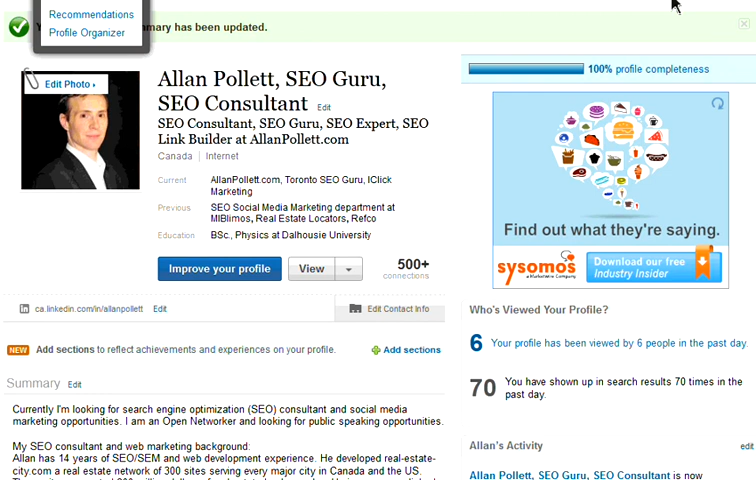 Recommendations
Profile Organizer
mmary has been updated.
Edit Photo
Allan Pollett, SEO Guru,
SEO Consultant Edit
SEO Consultant, SEO Guru, SEO Expert, SEO
Link Builder at AllanPollett.com
Canada | Internet
Current AllanPollett.com, Toronto SEO Guru, IClick
Marketing
Previous SEO Social Media Marketing department at
MIBlimos, Real Estate Locators, Refco
Education BSc., Physics at Dalhousie University
Improve your profile View 500+
connections
ca.linkedin.com/in/allanpollett Edit Edit Contact Info
NEW Add sections to reflect achievements and experiences on your profile. Add sections
Summary Edit
Currently I'm looking for search engine optimization (SEO) consultant and social media
marketing opportunities. I am an Open Networker and looking for public speaking opportunities.
My SEO consultant and web marketing background:
Allan has 14 years of SEO/SEM and web development experience. He developed real-estate-
city.com a real estate network of 300 sites serving every major city in Canada and the US.
100% profile completeness
Find out what they're saying.
sysomos
Download our free
Industry Insider
Who's Viewed Your Profile?
6 Your profile has been viewed by 6 people in the past day.
70 You have shown up in search results 70 times in the
past day.
Allan's Activity edit
Allan Pollett, SEO Guru, SEO Consultant is now